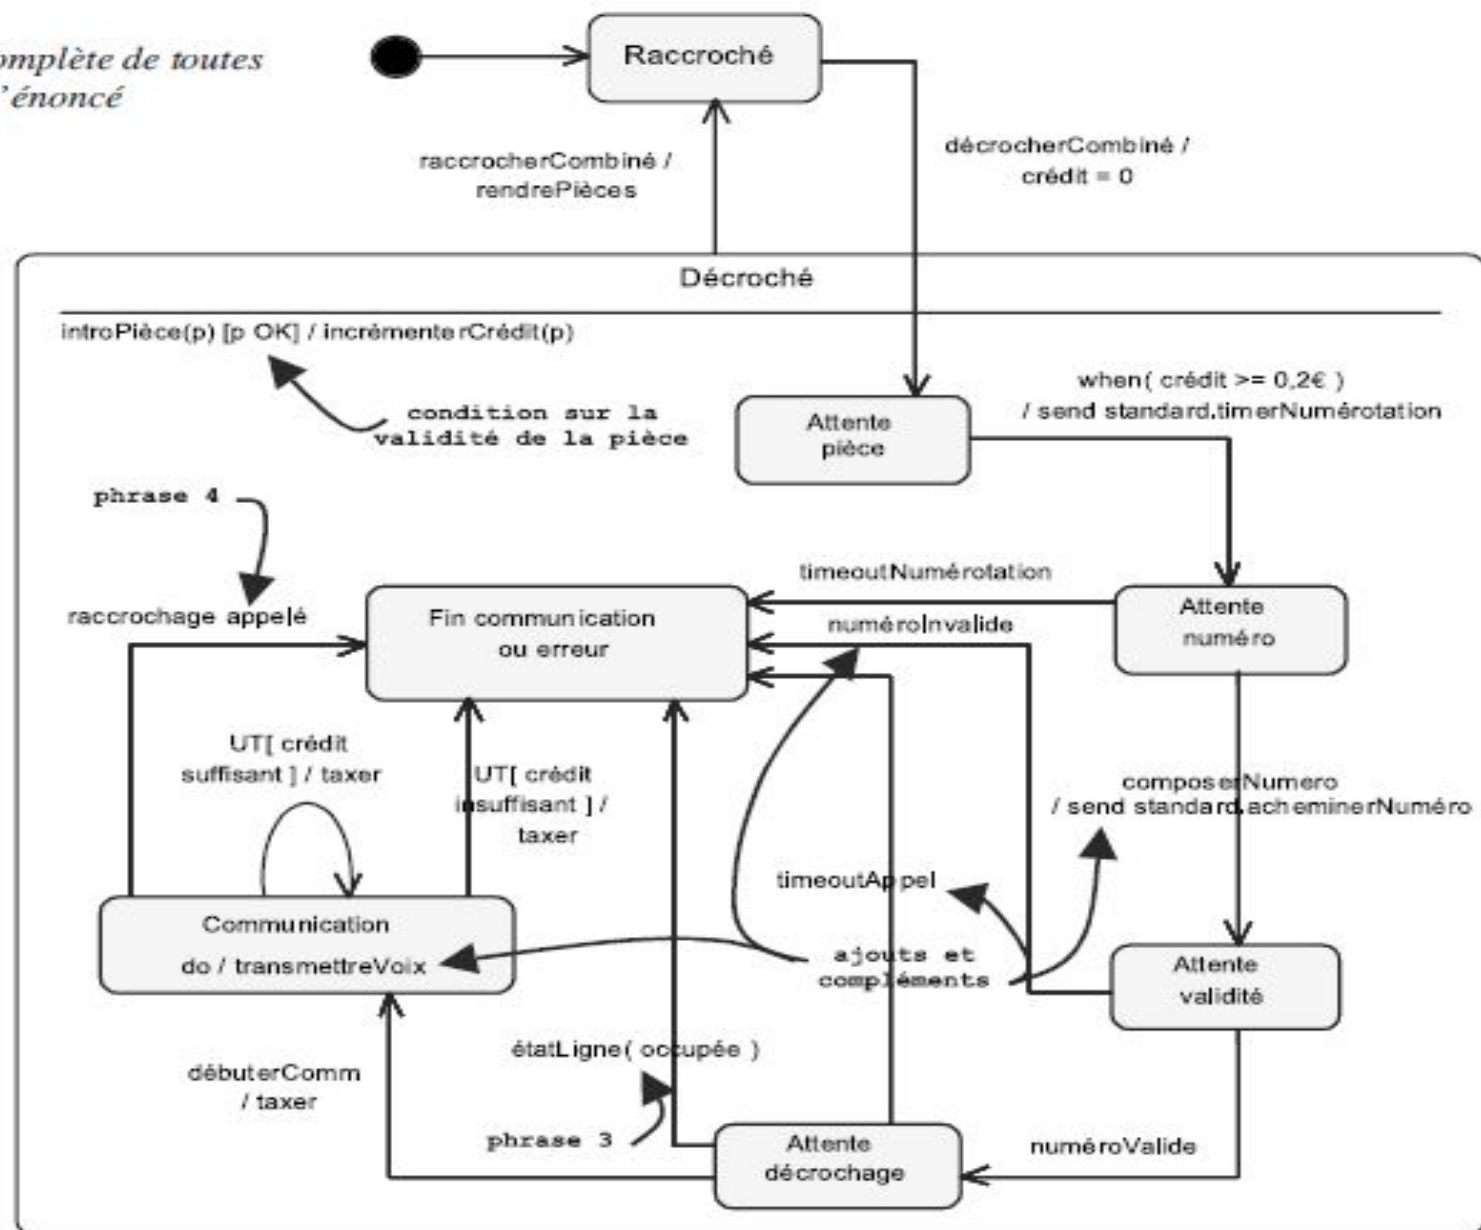 omplète de toutes
'énoncé
Raccroché
raccrocherCombiné /
rendrePièces
décrocherCombiné /
crédit = 0
Décroché
introPièce(p) [p OK] / incrémenterCrédit(p)
condition sur la
validité de la pièce
when( crédit >= 0,2€ )
/ send standard.timerNumérotation
Attente
pièce
phrase 4
raccrochage appelé
Fin communication
ou erreur
timeoutNumérotation
numéroInvalide
Attente
numéro
UT[ crédit
suffisant ] / taxer
UT[ crédit
insuffisant ] /
taxer
composerNumero
/ send standard.acheminerNuméro
timeoutAppel
Communication
do / transmettreVoix
ajouts et
compléments
Attente
validité
étatLigne( occupée )
débuterComm
/ taxer
phrase 3
Attente
décrochage
numéroValide